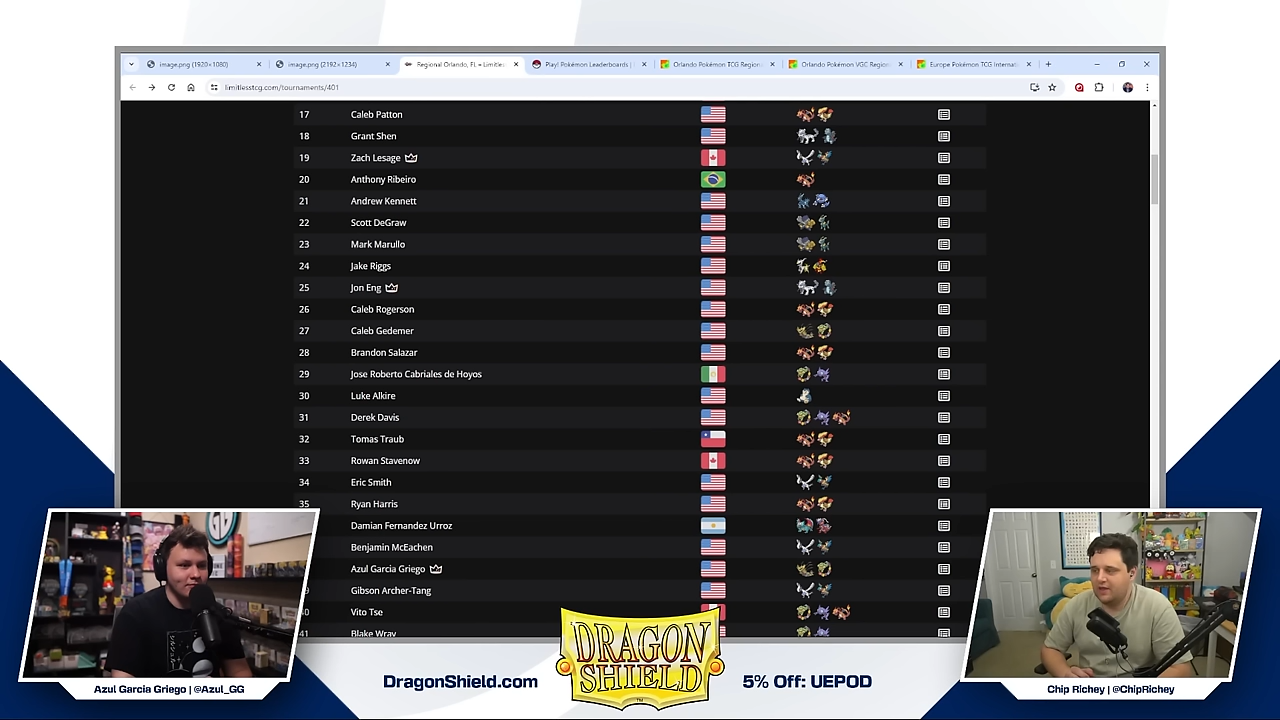 image.png (1920×1080)
image.png (2192×1234)
Regional Orlando, FL – Limitles
Play! Pokémon Leaderboards |
Orlando Pokémon TCG Region
Orlando Pokémon VGC Region
Europe Pokémon TCG Internati
limitlesstcg.com/tournaments/401
17 Caleb Patton
18 Grant Shen
19 Zach Lesage
20 Anthony Ribeiro
21 Andrew Kennett
22 Scott DeGraw
23 Mark Marullo
24 Jake Riggs
25 Jon Eng
26 Caleb Rogerson
27 Caleb Gedemer
28 Brandon Salazar
29 Jose Roberto Cabriales de Hoyos
30 Luke Alkire
31 Derek Davis
32 Tomas Traub
33 Rowan Stavenow
34 Eric Smith
35 Ryan Harris
Damian Fernandez Urroz
Benjamin McEachen
Azul Garcia Griego
Gibson
40 Vito Tse
41 Blake Wray
DragonShield.com
DRAGON
SHIELD
5% Off: UEPOD
Azul Garcia Griego | @Azul_GG
Chip Richey | @ChipRichey